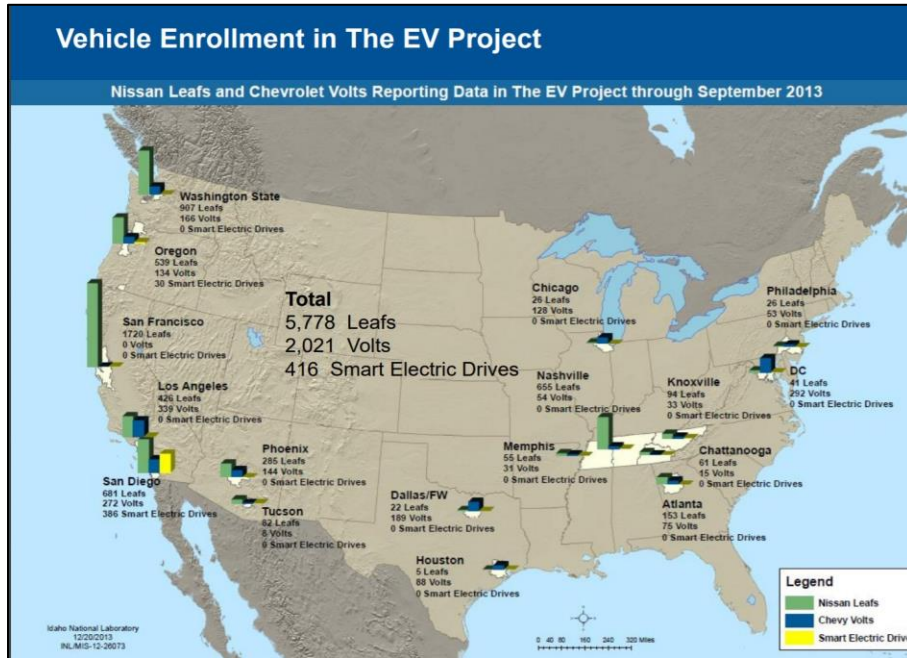 Vehicle Enrollment in The EV Project
Nissan Leafs and Chevrolet Volts Reporting Data in The EV Project through September 2013
Washington State
907 Leafs
166 Volts
0 Smart Electric Drives
Oregon
539 Leafs
134 Volts
30 Smart Electric Drives
San Francisco
1720 Leafs
0 Volts
0 Smart Electric Drives
Los Angeles
426 Leafs
339 Volts
0 Smart Electric Drives
San Diego
681 Leafs
272 Volts
386 Smart Electric Drives
Phoenix
285 Leafs
144 Volts
0 Smart Electric Drives
Tucson
82 Leafs
8 Volts
0 Smart Electric Drives
Total
5,778 Leafs
2,021 Volts
416 Smart Electric Drives
Dallas/FW
22 Leafs
189 Volts
0 Smart Electric Drives
Houston
5 Leafs
88 Volts
0 Smart Electric Drives
Chicago
26 Leafs
128 Volts
0 Smart Electric Drives
Nashville
655 Leafs
54 Volts
0 Smart Electric Drives
Memphis
55 Leafs
31 Volts
0 Smart Electric Drives
Knoxville
94 Leafs
33 Volts
0 Smart Electric Drives
Chattanooga
61 Leafs
15 Volts
0 Smart Electric Drives
Atlanta
153 Leafs
75 Volts
0 Smart Electric Drives
Philadelphia
26 Leafs
53 Volts
0 Smart Electric Drives
DC
41 Leafs
292 Volts
0 Smart Electric Drives
Legend
Nissan Leafs
Chevy Volts
Smart Electric Drive
Idaho National Laboratory
12/20/2013
INL/MIS-12-26073
0 40 80 160 240 320 Miles